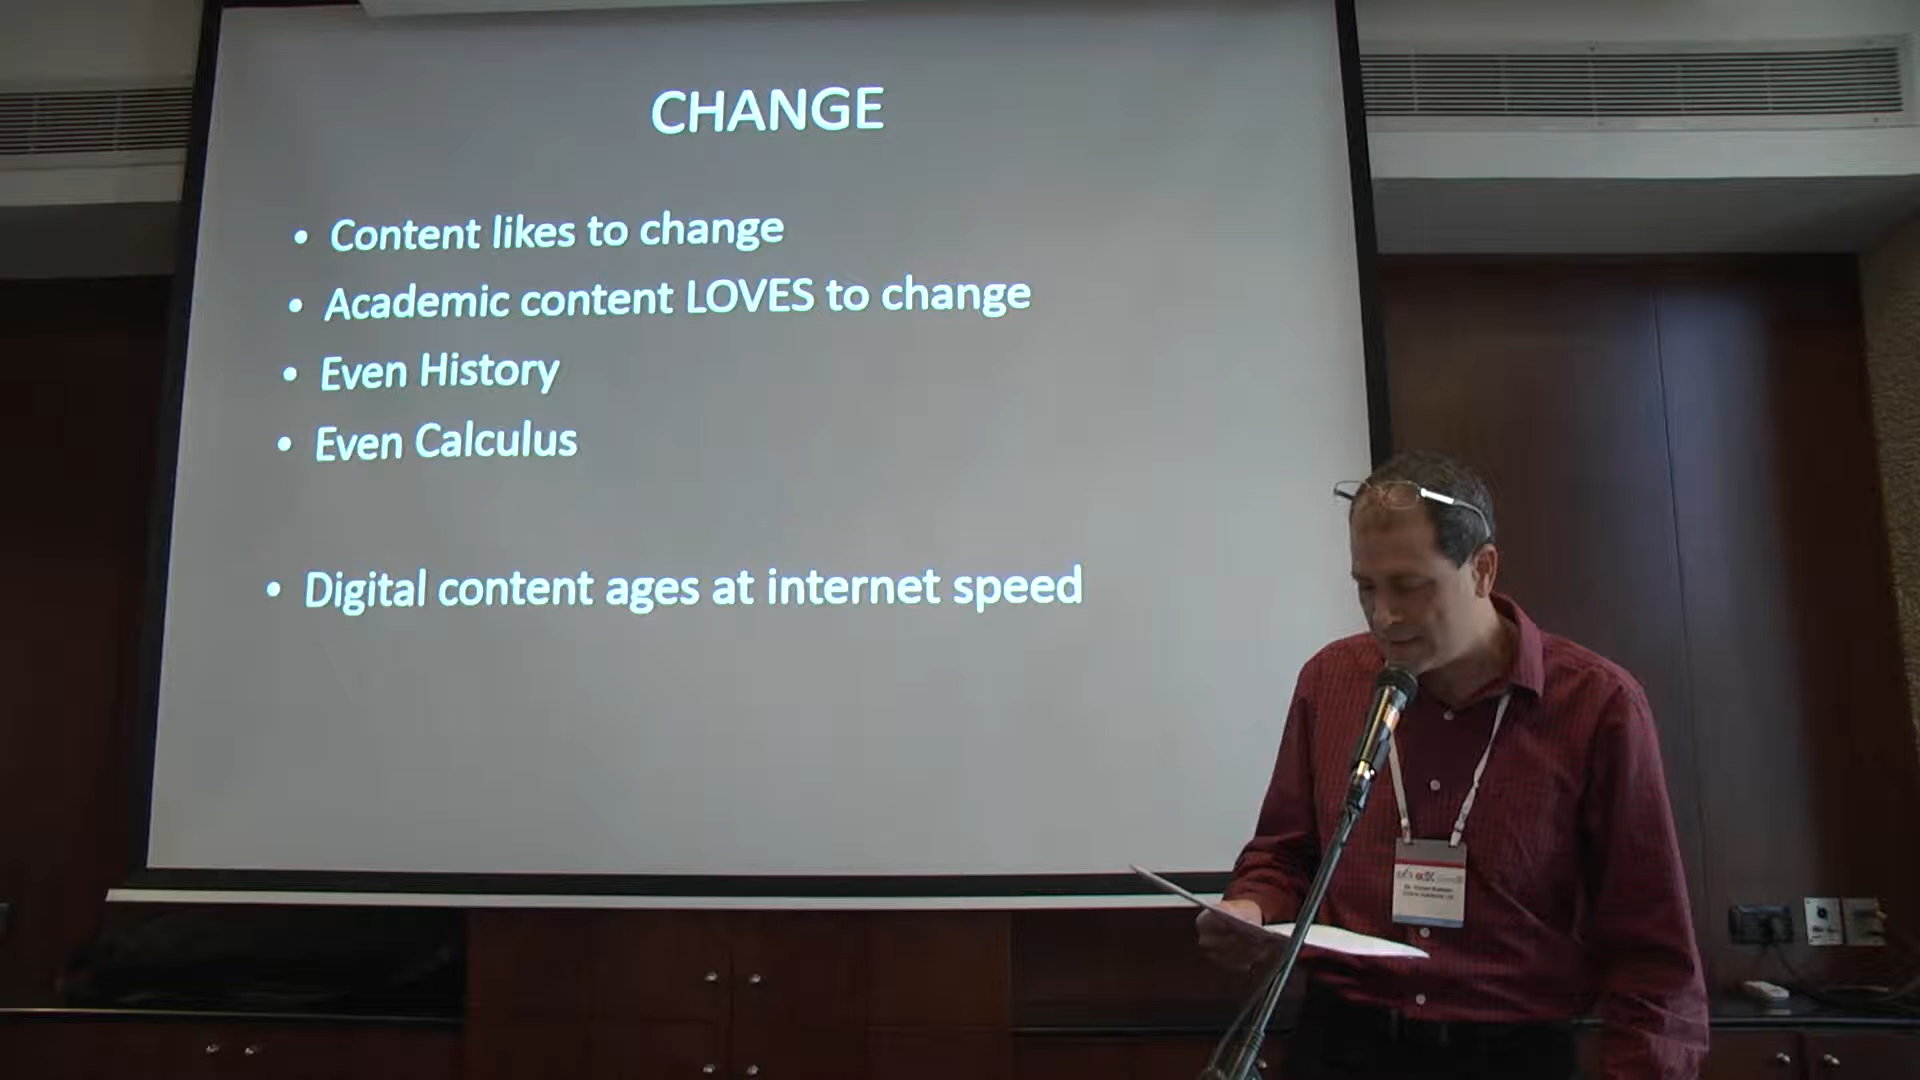 CHANGE
• Content likes to change
• Academic content LOVES to change
• Even History
• Even Calculus
• Digital content ages at internet speed